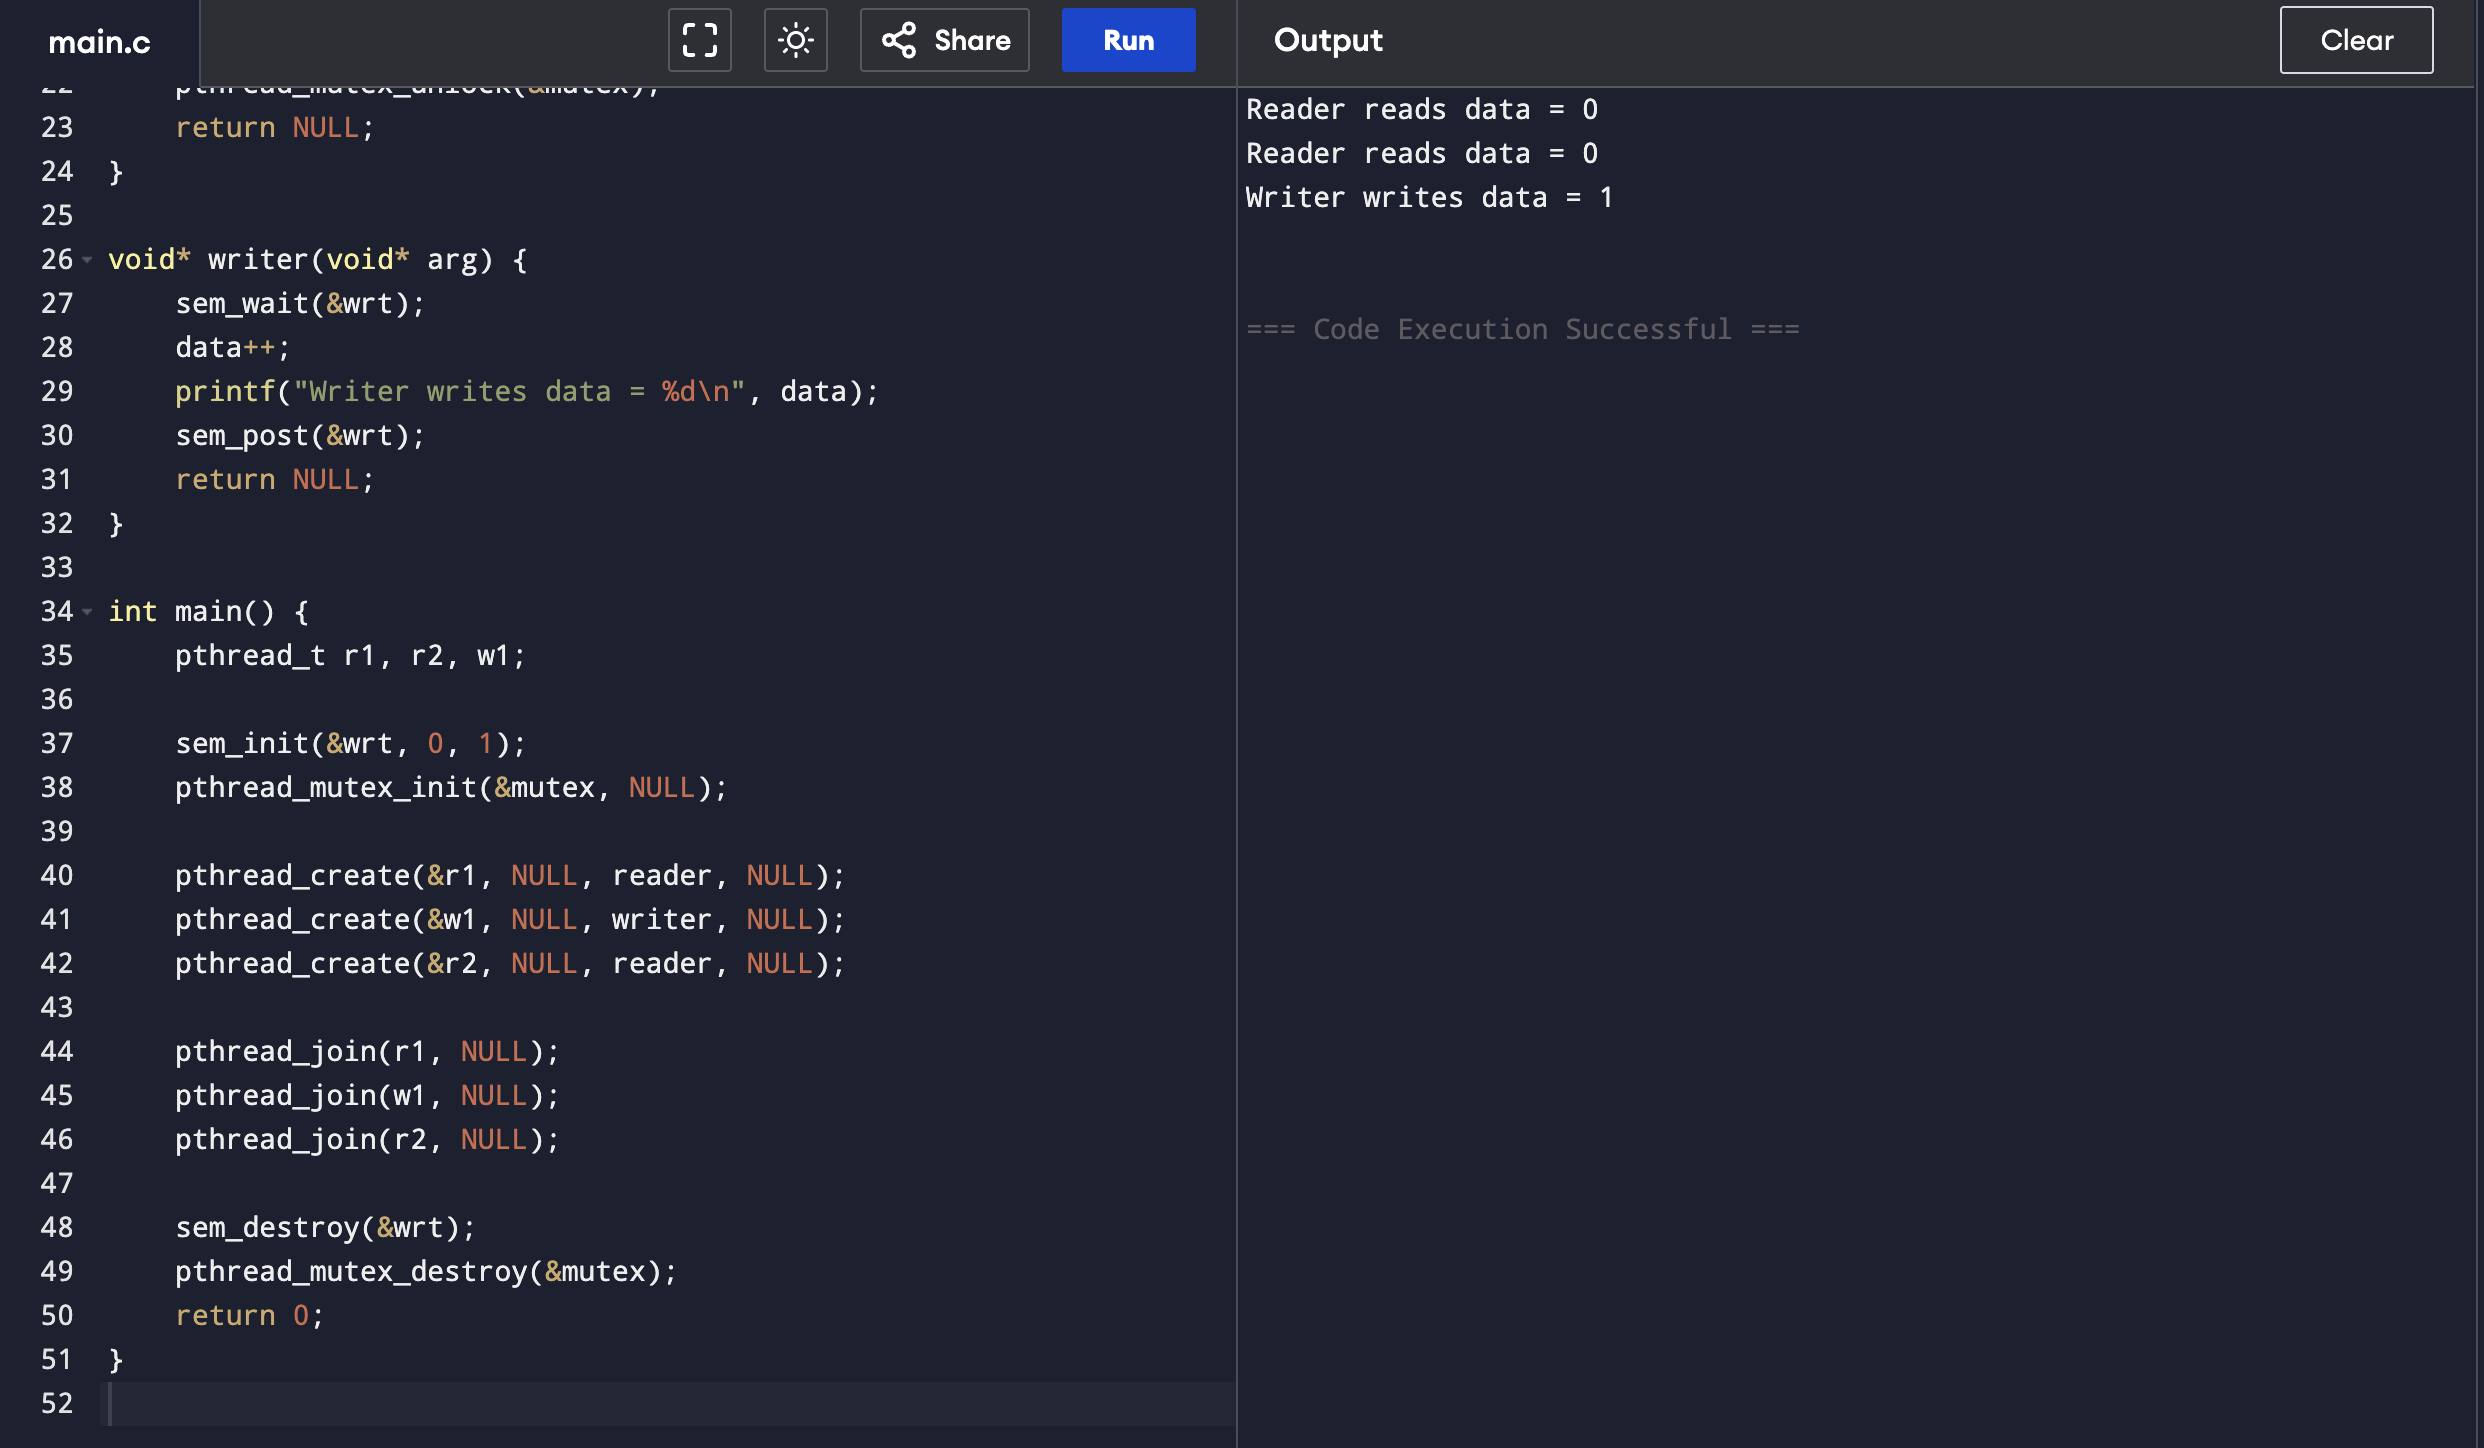 main.c
Share
Run
Output
Clear
22 pthread_mutex_unlock(&mutex);
23 return NULL;
24 }
25
26 void* writer(void* arg) {
27 sem_wait(&wrt);
28 data++;
29 printf("Writer writes data = %d\n", data);
30 sem_post(&wrt);
31 return NULL;
32 }
33
34 int main() {
35 pthread_t r1, r2, w1;
36
37 sem_init(&wrt, 0, 1);
38 pthread_mutex_init(&mutex, NULL);
39
40 pthread_create(&r1, NULL, reader, NULL);
41 pthread_create(&w1, NULL, writer, NULL);
42 pthread_create(&r2, NULL, reader, NULL);
43
44 pthread_join(r1, NULL);
45 pthread_join(w1, NULL);
46 pthread_join(r2, NULL);
47
48 sem_destroy(&wrt);
49 pthread_mutex_destroy(&mutex);
50 return 0;
51 }
52
Reader reads data = 0
Reader reads data = 0
Writer writes data = 1
=== Code Execution Successful ===